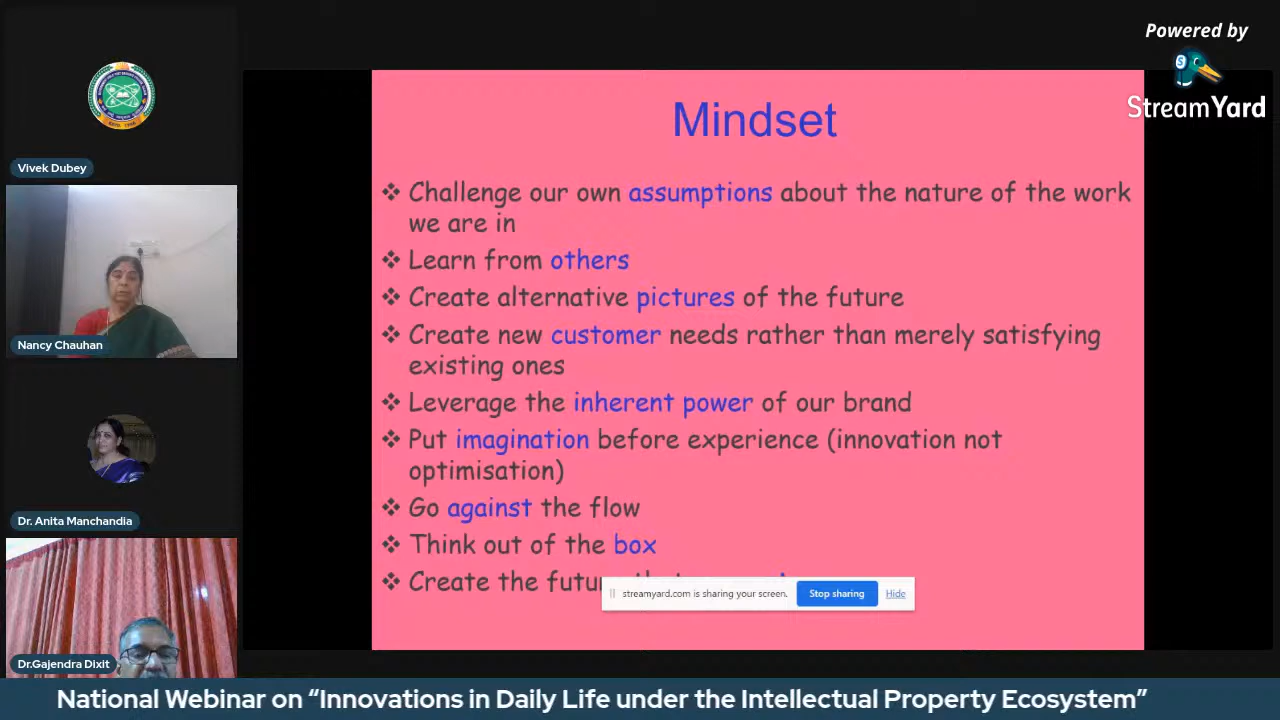 Powered by
StreamYard
Vivek Dubey
Nancy Chauhan
Dr. Anita Manchandia
Dr.Gajendra Dixit
Mindset
❖ Challenge our own assumptions about the nature of the work
we are in
❖ Learn from others
❖ Create alternative pictures of the future
❖ Create new customer needs rather than merely satisfying
existing ones
❖ Leverage the inherent power of our brand
❖ Put imagination before experience (innovation not
optimisation)
❖ Go against the flow
❖ Think out of the box
❖ Create the
streamyard.com is sharing your screen.
Stop sharing
Hide
National Webinar on “Innovations in Daily Life under the Intellectual Property Ecosystem”